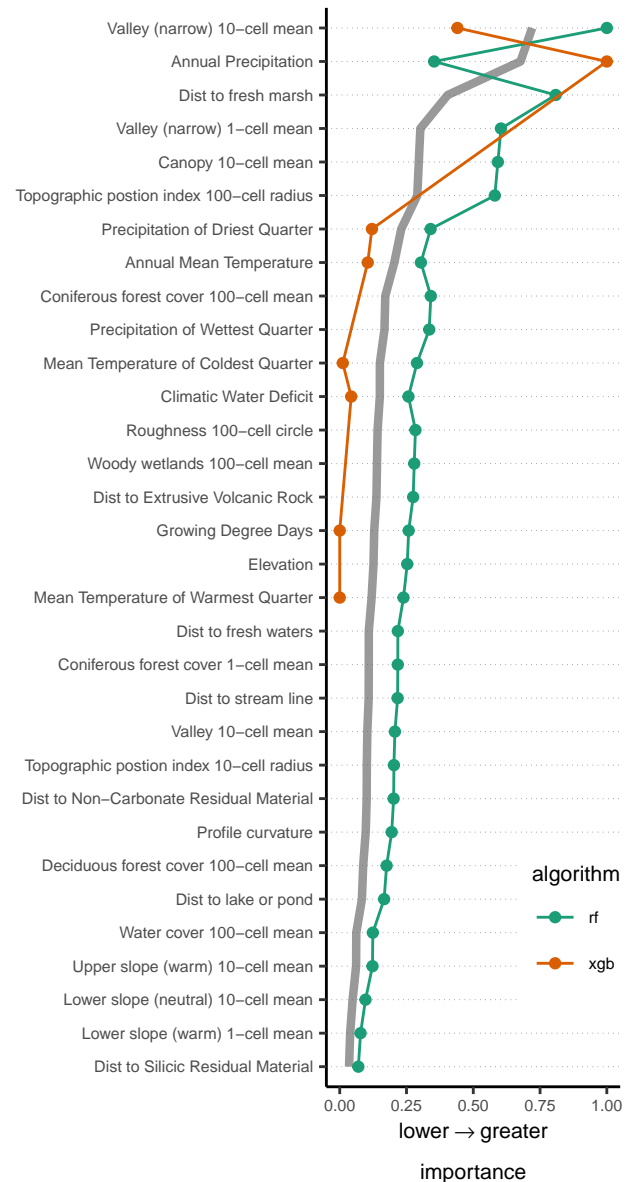 Valley (narrow) 10−cell mean
Annual Precipitation
Dist to fresh marsh
Valley (narrow) 1−cell mean
Canopy 10−cell mean
Topographic postion index 100−cell radius
Precipitation of Driest Quarter
Annual Mean Temperature
Coniferous forest cover 100−cell mean
Precipitation of Wettest Quarter
Mean Temperature of Coldest Quarter
Climatic Water Deficit
Roughness 100−cell circle
Woody wetlands 100−cell mean
Dist to Extrusive Volcanic Rock
Growing Degree Days
Elevation
Mean Temperature of Warmest Quarter
Dist to fresh waters
Coniferous forest cover 1−cell mean
Dist to stream line
Valley 10−cell mean
Topographic postion index 10−cell radius
Dist to Non−Carbonate Residual Material
Profile curvature
Deciduous forest cover 100−cell mean
Dist to lake or pond
Water cover 100−cell mean
Upper slope (warm) 10−cell mean
Lower slope (neutral) 10−cell mean
Lower slope (warm) 1−cell mean
Dist to Silicic Residual Material
algorithm
rf
xgb
0.00 0.25 0.50 0.75 1.00
lower → greater
importance